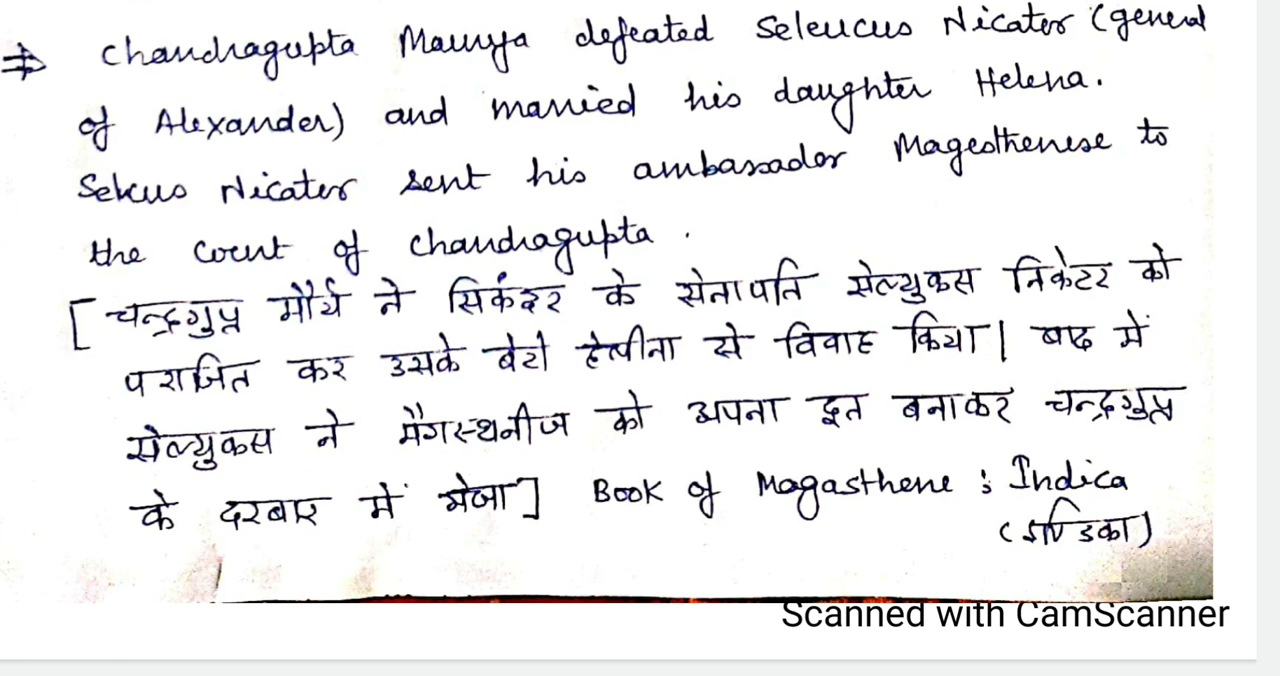 ⇒ Chandragupta Maurya defeated Seleucus Nicator (general
of Alexander) and married his daughter Helena.
Selcus Nicator sent his ambassador Magesthenese to
the court of Chandragupta.
[चन्द्रगुप्त मौर्य ने सिकंदर के सेनापति सेल्युकस निकेटर को
पराजित कर उसके बेटी हेलीना से विवाह किया| बाद में
सेल्युकस ने मैगस्थनीज को अपना दूत बनाकर चन्द्रगुप्त
के दरबार में भेजा] Book of Magasthene : Indica
(इण्डिका)
Scanned with CamScanner